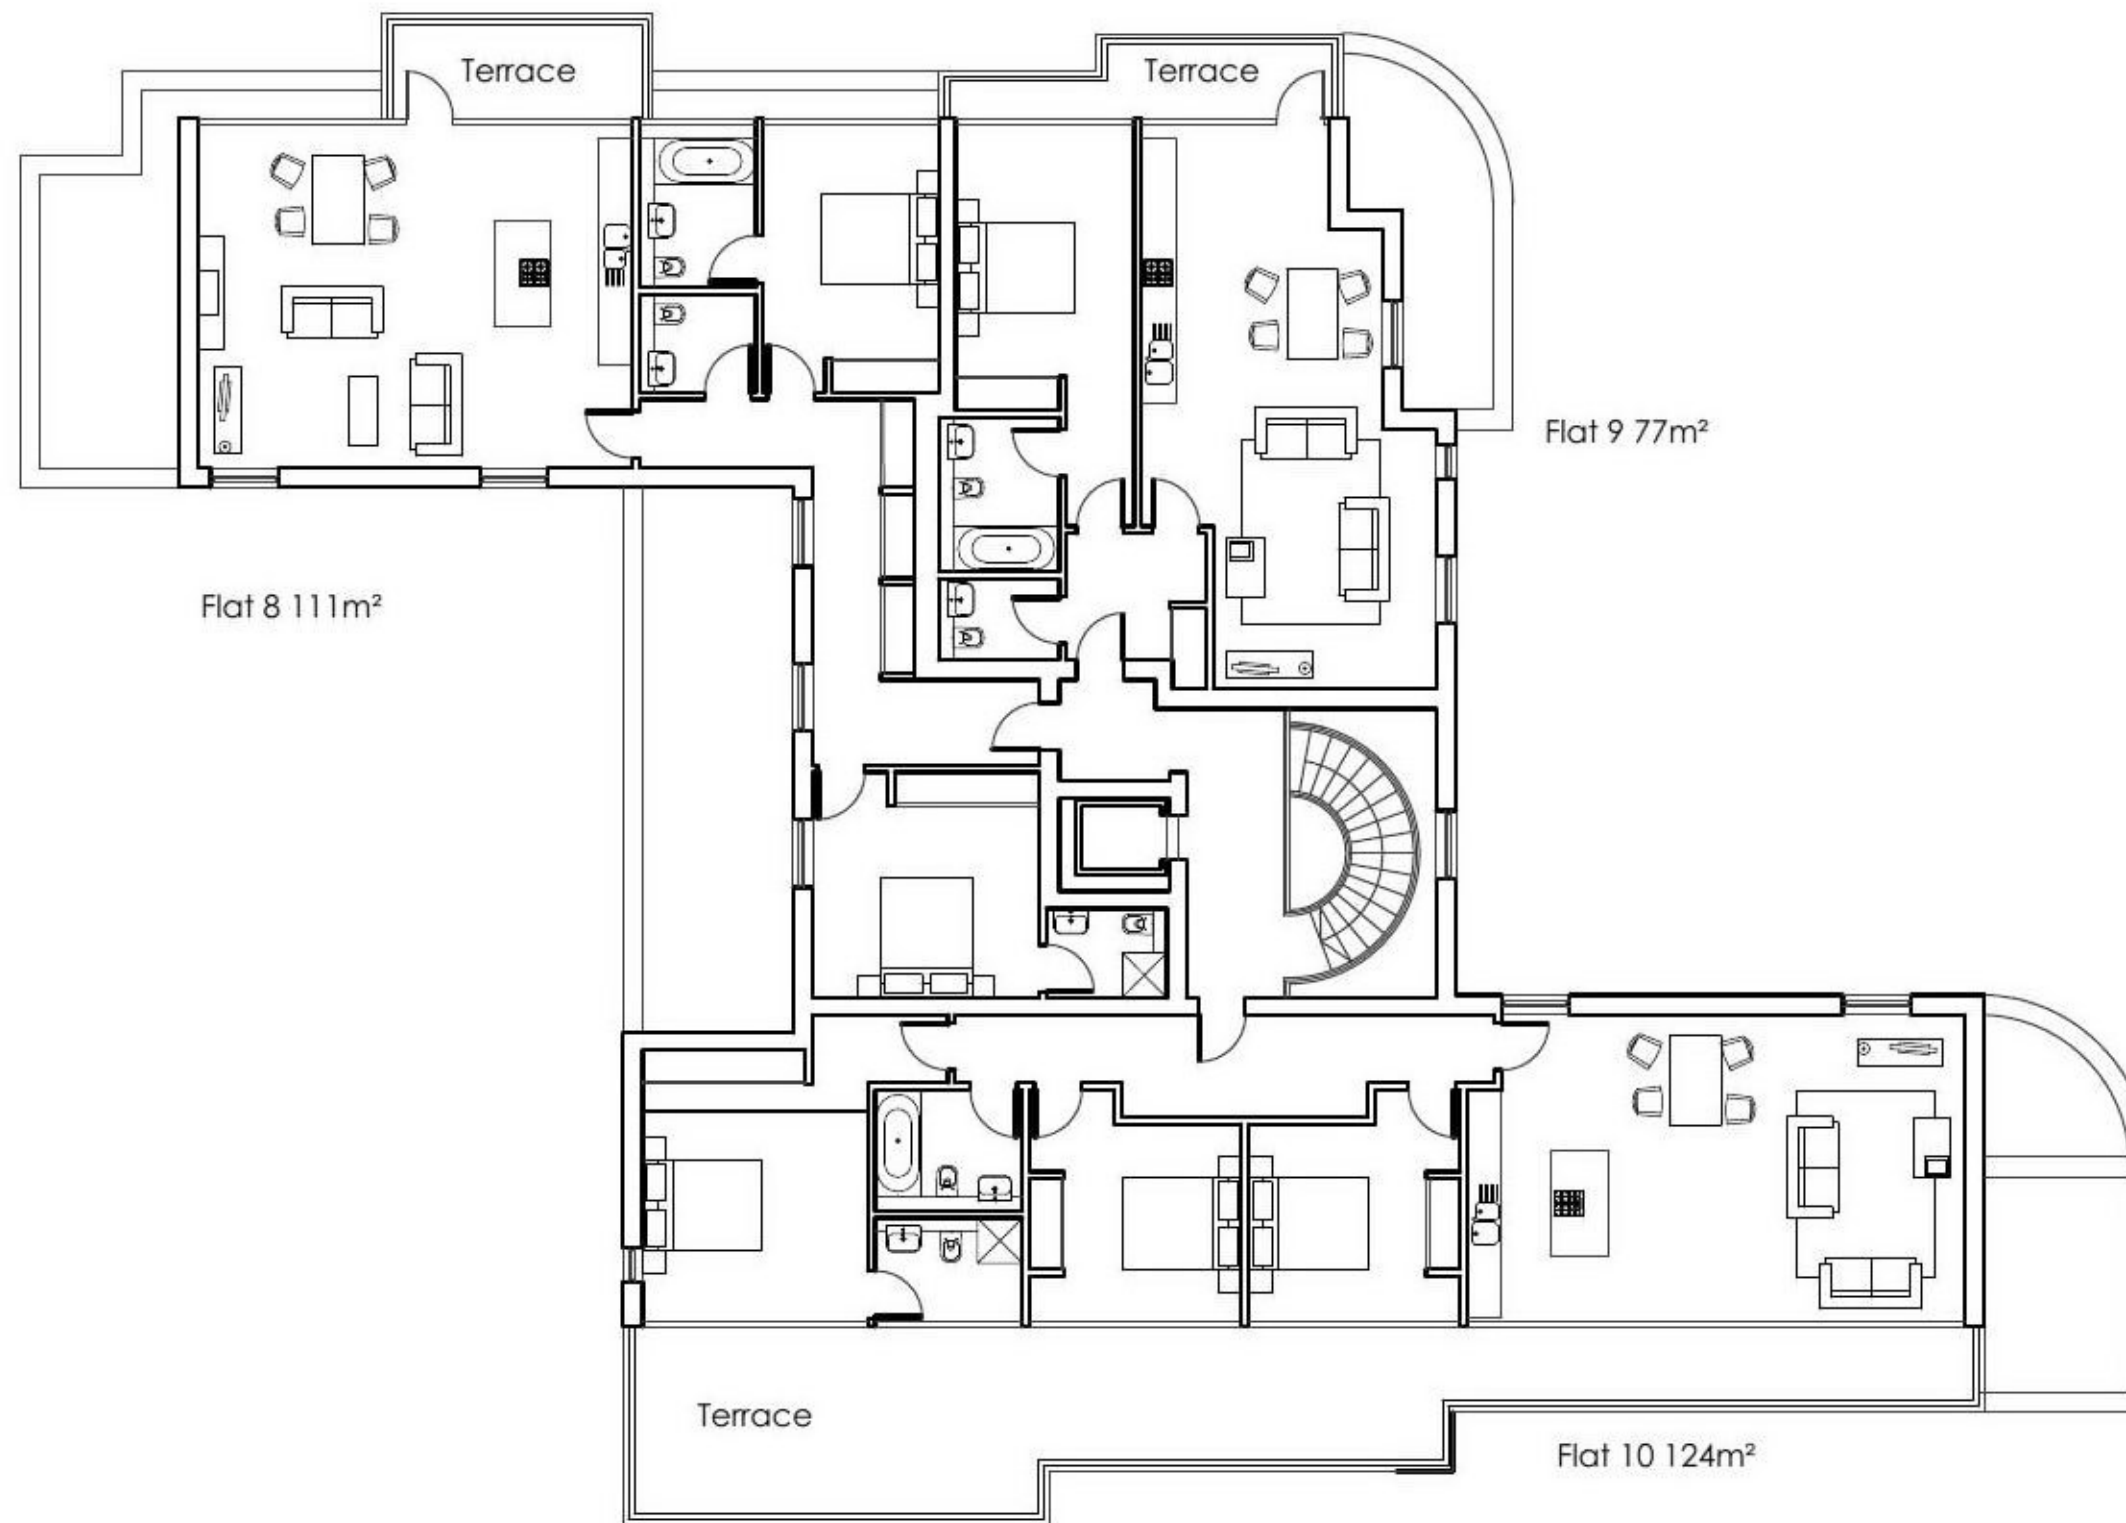 Terrace
Terrace
Flat 9 77m²
Flat 8 111m²
Terrace
Flat 10 124m²